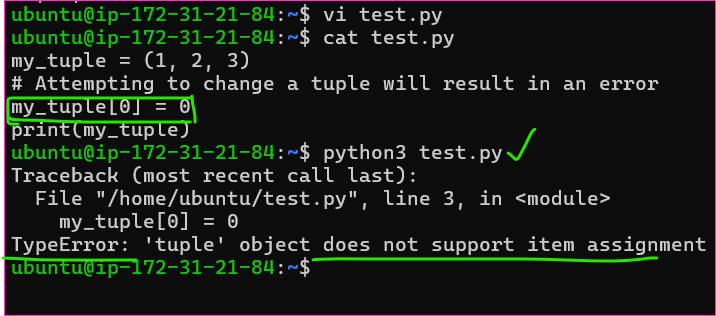 ubuntu@ip-172-31-21-84:~$ vi test.py
ubuntu@ip-172-31-21-84:~$ cat test.py
my_tuple = (1, 2, 3)
# Attempting to change a tuple will result in an error
my_tuple[0] = 0
print(my_tuple)
ubuntu@ip-172-31-21-84:~$ python3 test.py
Traceback (most recent call last):
  File "/home/ubuntu/test.py", line 3, in <module>
    my_tuple[0] = 0
TypeError: 'tuple' object does not support item assignment
ubuntu@ip-172-31-21-84:~$